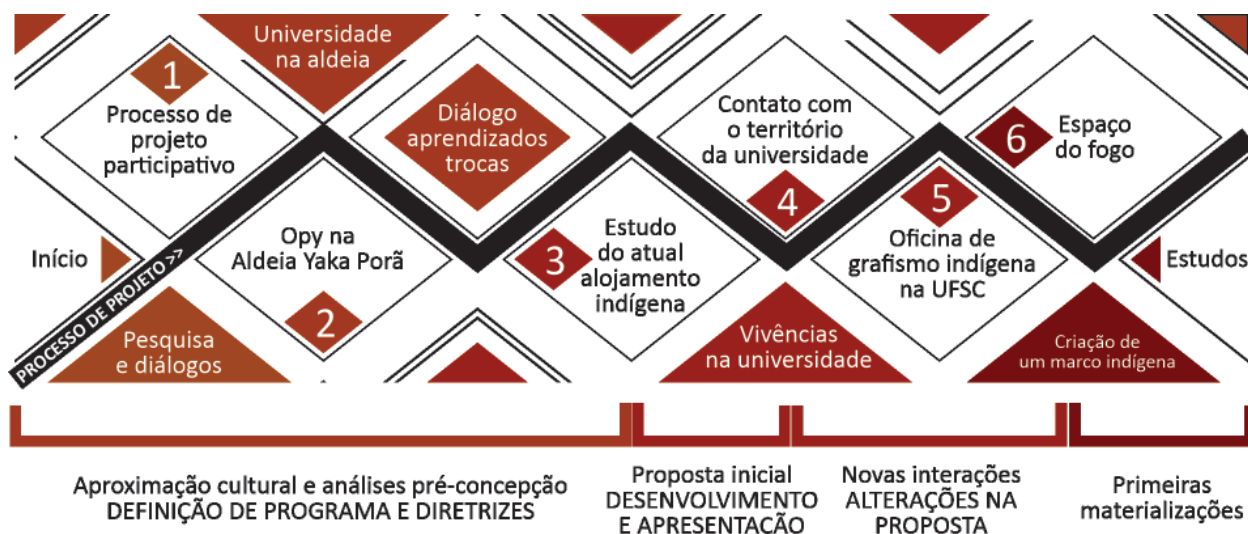 Universidade
na aldeia
1
Processo de
projeto
participativo
Diálogo
aprendizados
trocas
Contato com
o território
da universidade
4
6
Espaço
do fogo
Início
PROCESSO DE PROJETO >>
Opy na
Aldeia Yaka Porã
2
3
Estudo
do atual
alojamento
indígena
5
Oficina de
grafismo indígena
na UFSC
Estudos
Pesquisa
e diálogos
Vivências
na universidade
Criação de
um marco indígena
Aproximação cultural e análises pré-concepção
DEFINIÇÃO DE PROGRAMA E DIRETRIZES
Proposta inicial
DESENVOLVIMENTO
E APRESENTAÇÃO
Novas interações
ALTERAÇÕES NA
PROPOSTA
Primeiras
materializações